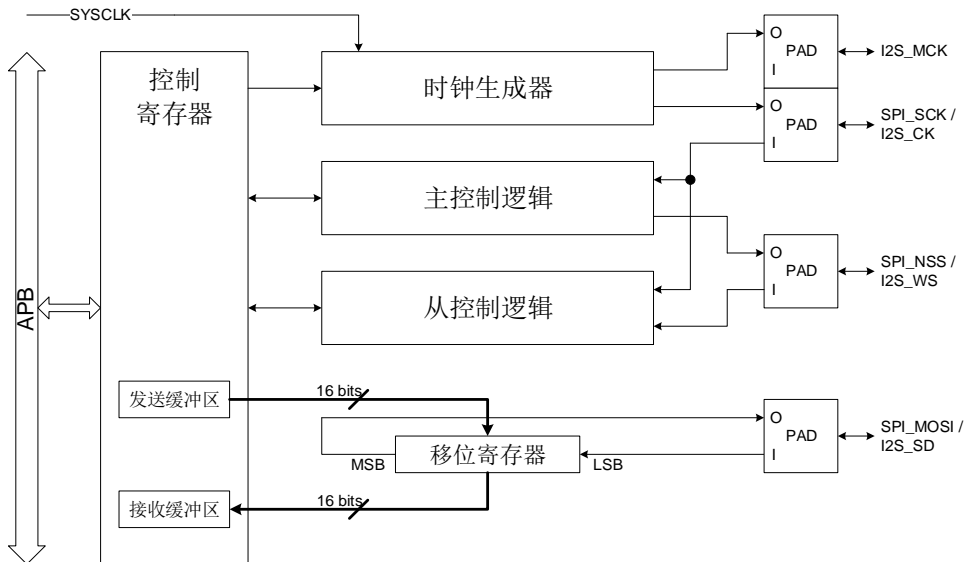 SYSCLK
O
PAD
I
I2S_MCK
控制
寄存器
时钟生成器
O
PAD
I
SPI_SCK /
I2S_CK
主控制逻辑
O
PAD
I
SPI_NSS /
I2S_WS
APB
从控制逻辑
16 bits
发送缓冲区
O
PAD
I
SPI_MOSI /
I2S_SD
MSB
移位寄存器
LSB
16 bits
接收缓冲区